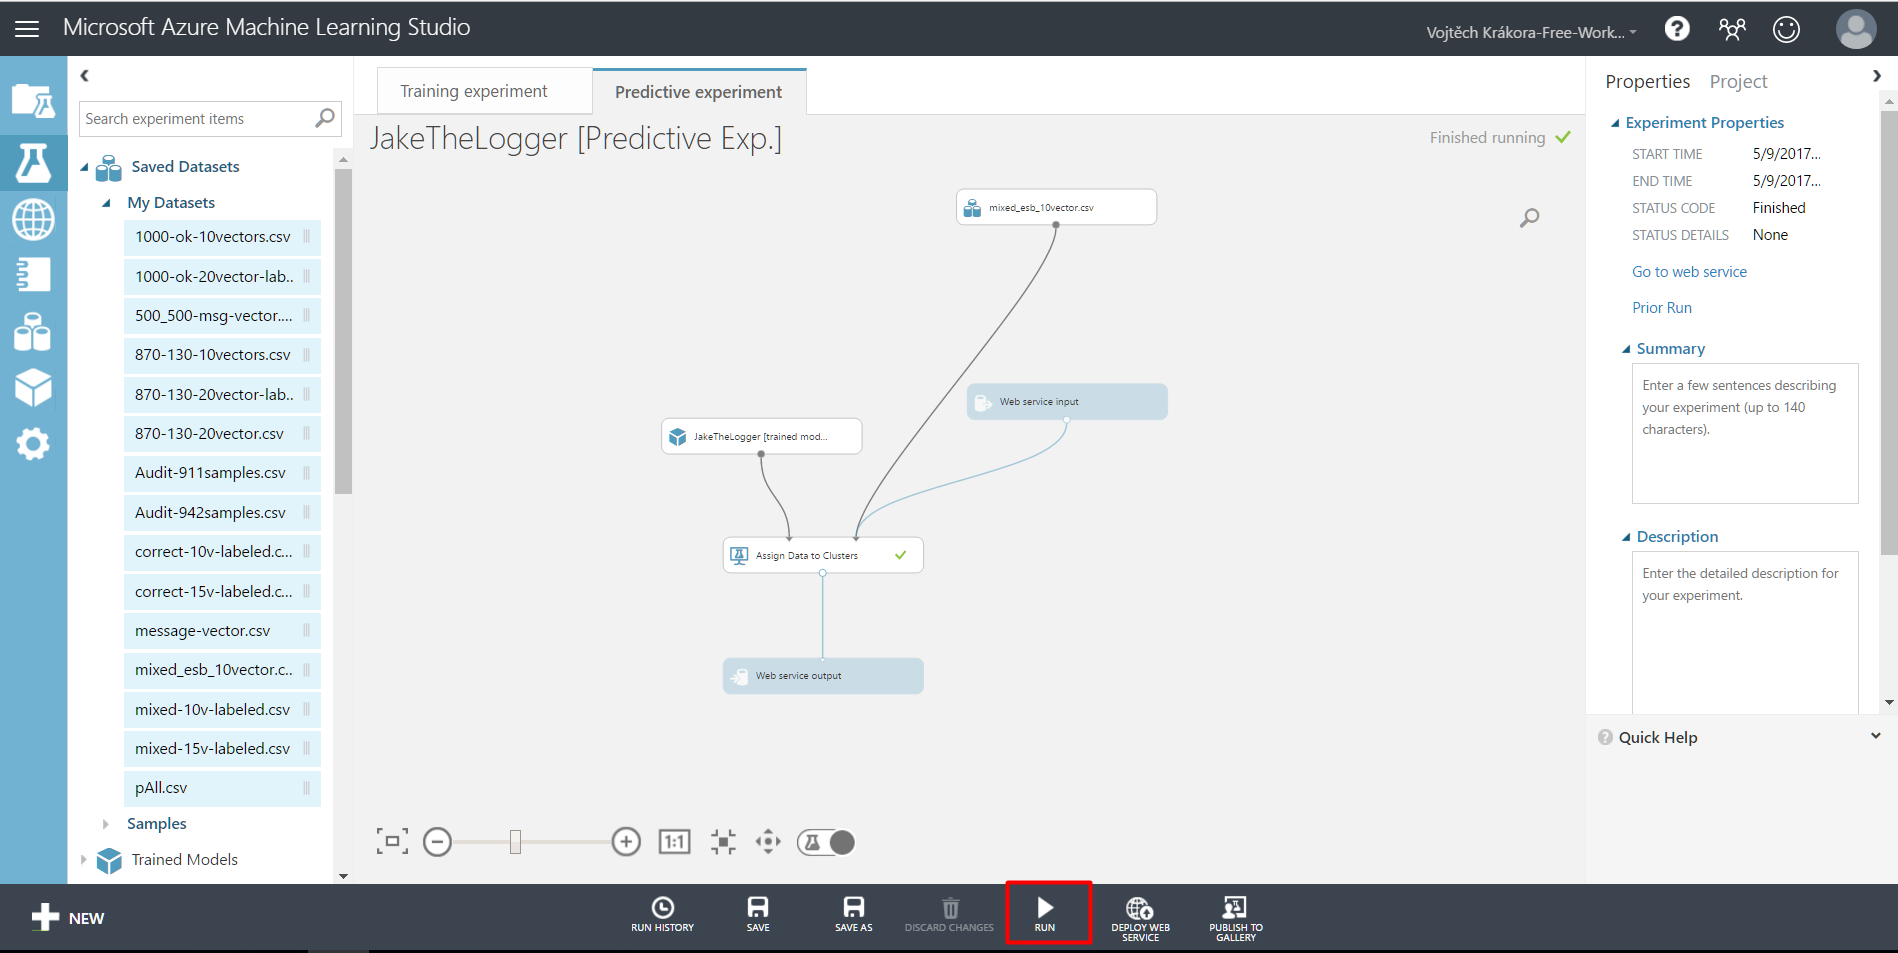 Microsoft Azure Machine Learning Studio
Vojtěch Krákora-Free-Work...
?
Search experiment items
Saved Datasets
My Datasets
1000-ok-10vectors.csv
1000-ok-20vector-lab..
500_500-msg-vector....
870-130-10vectors.csv
870-130-20vector-lab..
870-130-20vector.csv
Audit-911samples.csv
Audit-942samples.csv
correct-10v-labeled.c...
correct-15v-labeled.c...
message-vector.csv
mixed_esb_10vector.c..
mixed-10v-labeled.csv
mixed-15v-labeled.csv
pAll.csv
Samples
Trained Models
Training experiment
Predictive experiment
JakeTheLogger [Predictive Exp.]
Finished running
mixed_esb_10vector.csv
Web service input
JakeTheLogger [trained mod...
Assign Data to Clusters
Web service output
1:1
Properties
Project
Experiment Properties
START TIME 5/9/2017...
END TIME 5/9/2017...
STATUS CODE Finished
STATUS DETAILS None
Go to web service
Prior Run
Summary
Enter a few sentences describing
your experiment (up to 140
characters).
Description
Enter the detailed description for
your experiment.
? Quick Help
NEW
RUN HISTORY
SAVE
SAVE AS
DISCARD CHANGES
RUN
DEPLOY WEB
SERVICE
PUBLISH TO
GALLERY